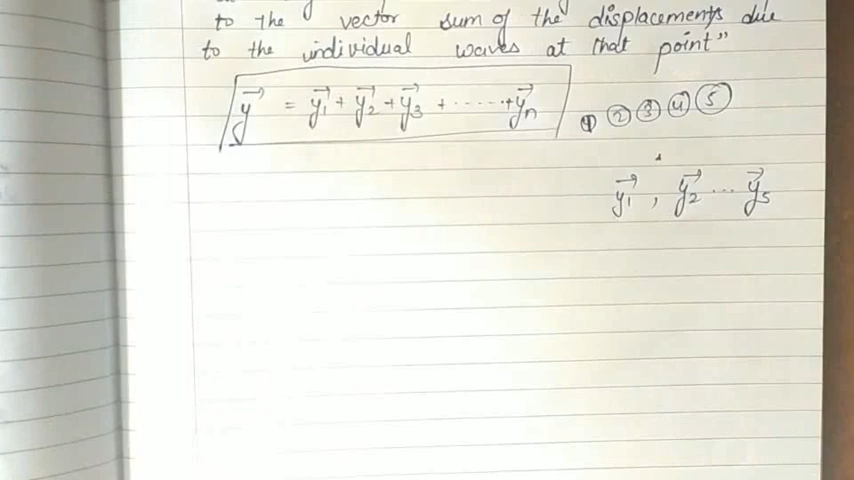 to the vector sum of the displacements due
to the individual waves at that point”
y⃗ = y⃗1 + y⃗2 + y⃗3 + ......+ y⃗n ① ② ③ ④ ⑤
y⃗1 , y⃗2 ... y⃗5